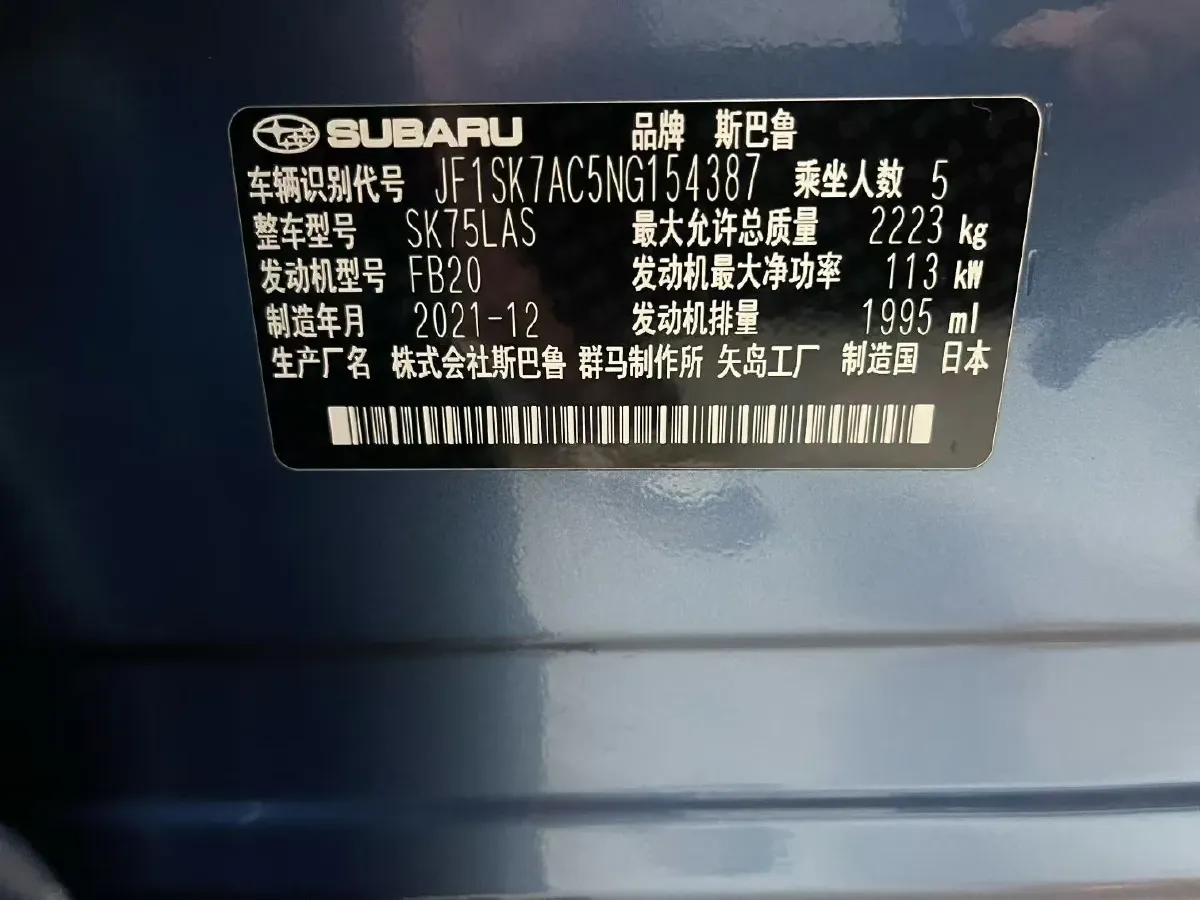 SUBARU 品牌 斯巴鲁
车辆识别代号 JF1SK7AC5NG154387 乘坐人数 5
整车型号 SK75LAS 最大允许总质量 2223 kg
发动机型号 FB20 发动机最大净功率 113 kW
制造年月 2021-12 发动机排量 1995 ml
生产厂名 株式会社斯巴鲁 群马制作所 矢岛工厂 制造国 日本